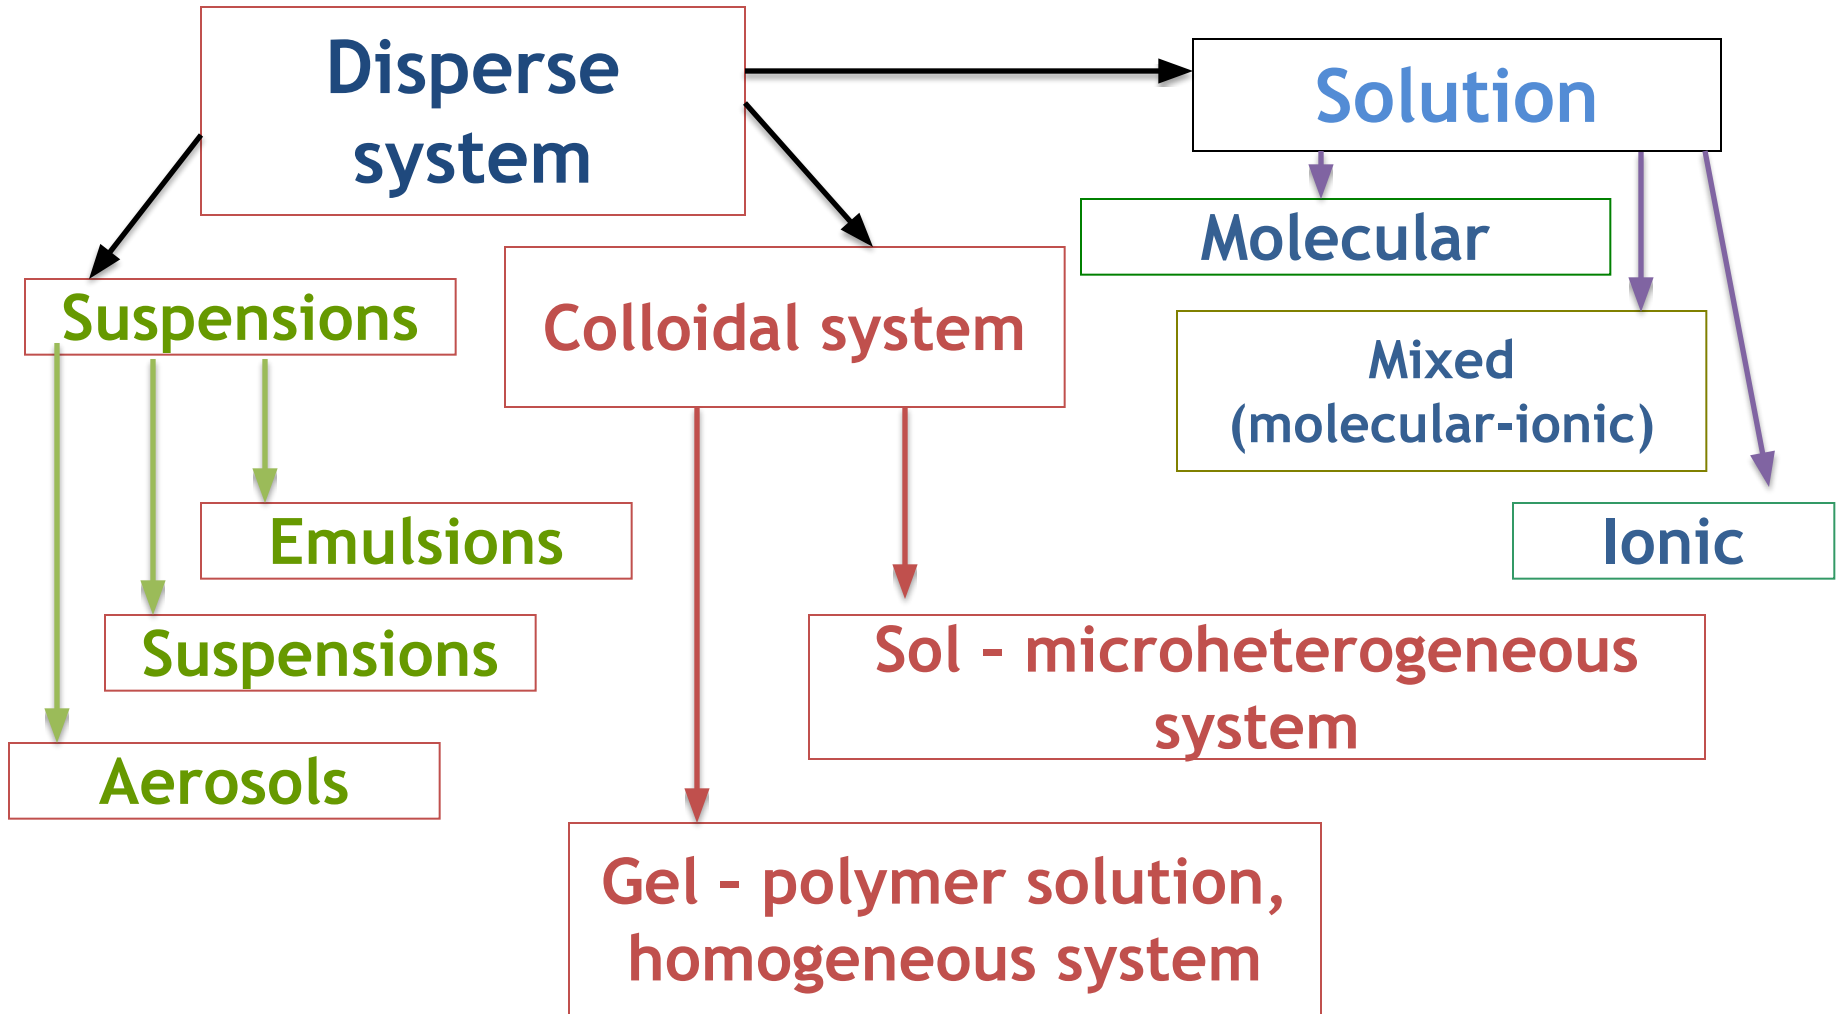 Disperse
system
Solution
Molecular
Suspensions
Colloidal system
Mixed
(molecular-ionic)
Emulsions
Ionic
Suspensions
Sol – microheterogeneous
system
Aerosols
Gel – polymer solution,
homogeneous system